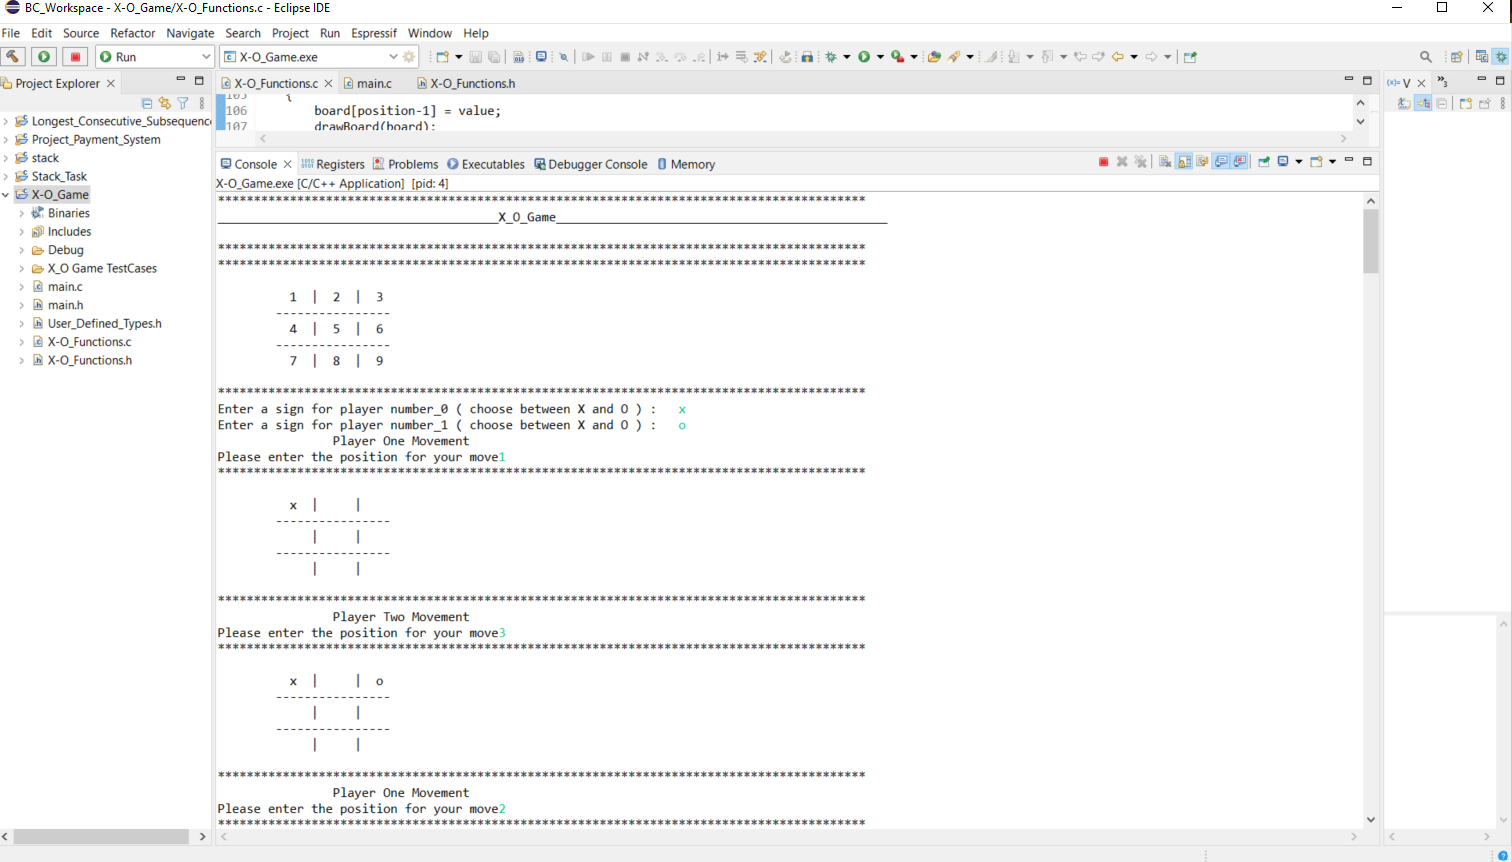 BC_Workspace - X-O_Game/X-O_Functions.c - Eclipse IDE
File Edit Source Refactor Navigate Search Project Run Espressif Window Help
Run X-O_Game.exe
Project Explorer
Longest_Consecutive_Subsequenc
Project_Payment_System
stack
Stack_Task
X-O_Game
Binaries
Includes
Debug
X_O Game TestCases
main.c
main.h
User_Defined_Types.h
X-O_Functions.c
X-O_Functions.h
X-O_Functions.c main.c X-O_Functions.h
105 {
106 board[position-1] = value;
107 drawBoard(board);
Console Registers Problems Executables Debugger Console Memory
X-O_Game.exe [C/C++ Application] [pid: 4]
******************************************************************************************
_______________________________________X_O_Game______________________________________________
******************************************************************************************
******************************************************************************************
1 | 2 | 3
----------------
4 | 5 | 6
----------------
7 | 8 | 9
******************************************************************************************
Enter a sign for player number_0 ( choose between X and O ) : x
Enter a sign for player number_1 ( choose between X and O ) : o
Player One Movement
Please enter the position for your move1
******************************************************************************************
x | |
----------------
| |
----------------
| |
******************************************************************************************
Player Two Movement
Please enter the position for your move3
******************************************************************************************
x | | o
----------------
| |
----------------
| |
******************************************************************************************
Player One Movement
Please enter the position for your move2
******************************************************************************************
(x)= V
»3